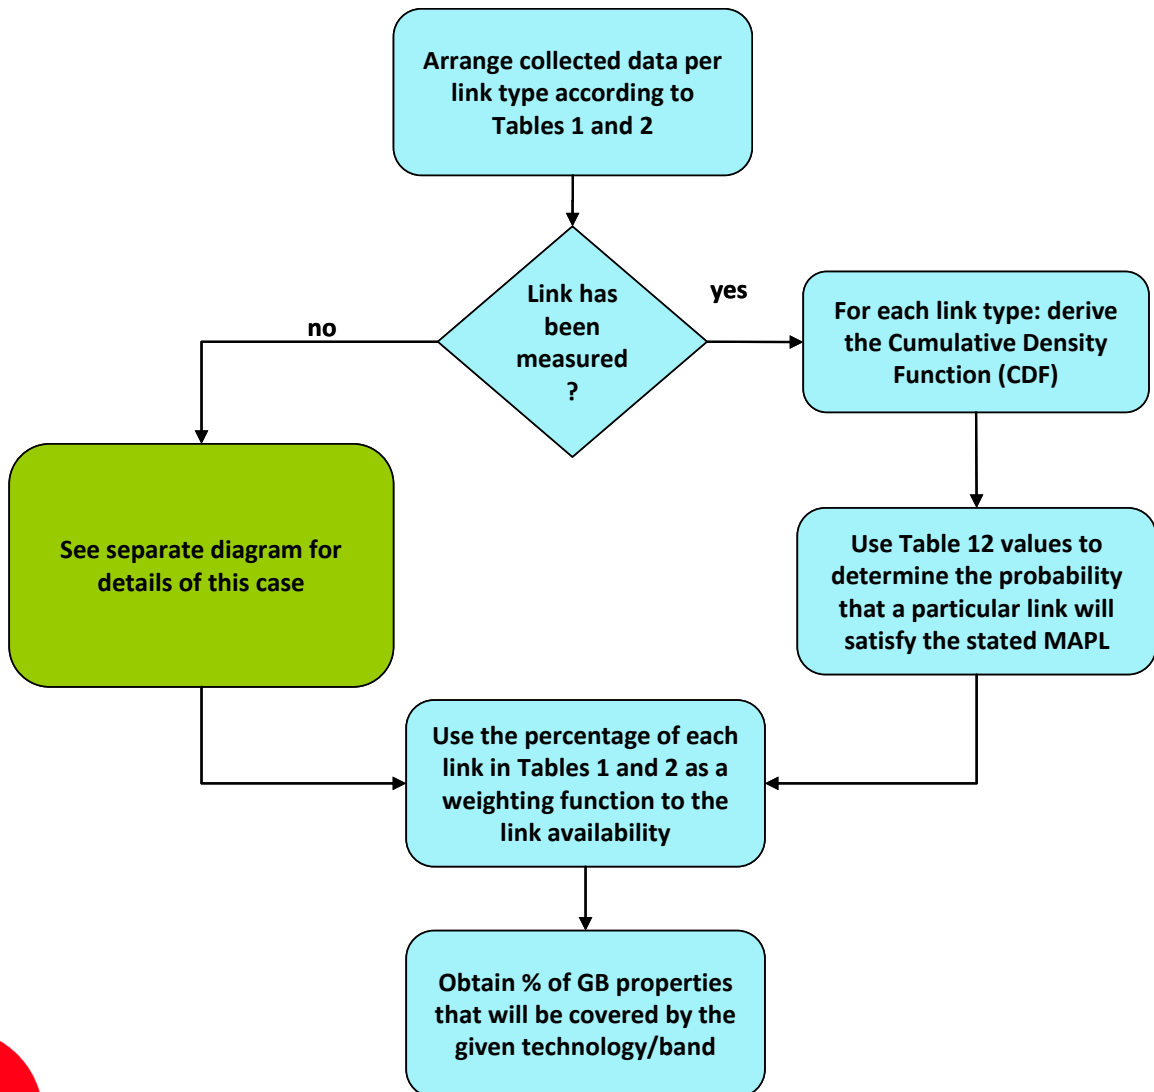 Arrange collected data per
link type according to
Tables 1 and 2
Link has
been
measured
?
yes
no
For each link type: derive
the Cumulative Density
Function (CDF)
See separate diagram for
details of this case
Use Table 12 values to
determine the probability
that a particular link will
satisfy the stated MAPL
Use the percentage of each
link in Tables 1 and 2 as a
weighting function to the
link availability
Obtain % of GB properties
that will be covered by the
given technology/band